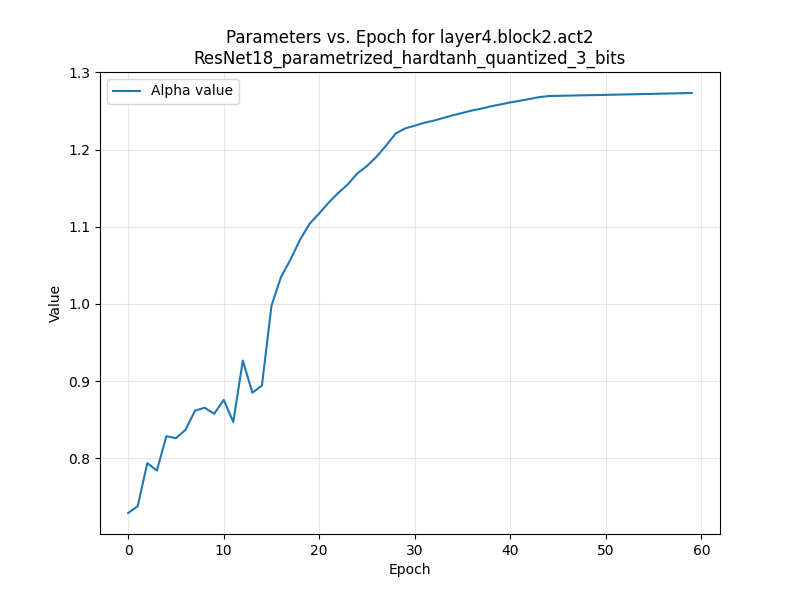 Parameters vs. Epoch for layer4.block2.act2
ResNet18_parametrized_hardtanh_quantized_3_bits
Alpha value
1.3
1.2
1.1
1.0
0.9
0.8
Value
0 10 20 30 40 50 60
Epoch